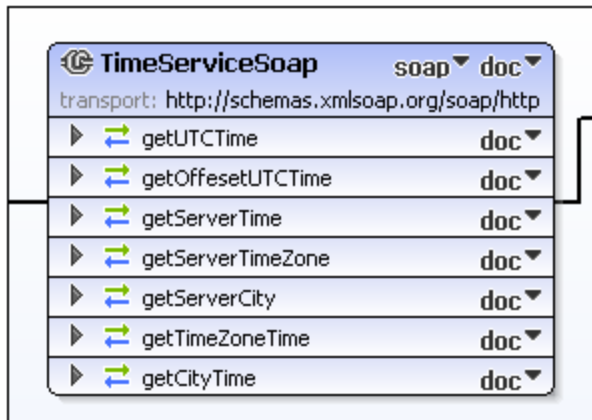 TimeServiceSoap soap doc
transport: http://schemas.xmlsoap.org/soap/http
getUTCTime doc
getOffesetUTCTime doc
getServerTime doc
getServerTimeZone doc
getServerCity doc
getTimeZoneTime doc
getCityTime doc